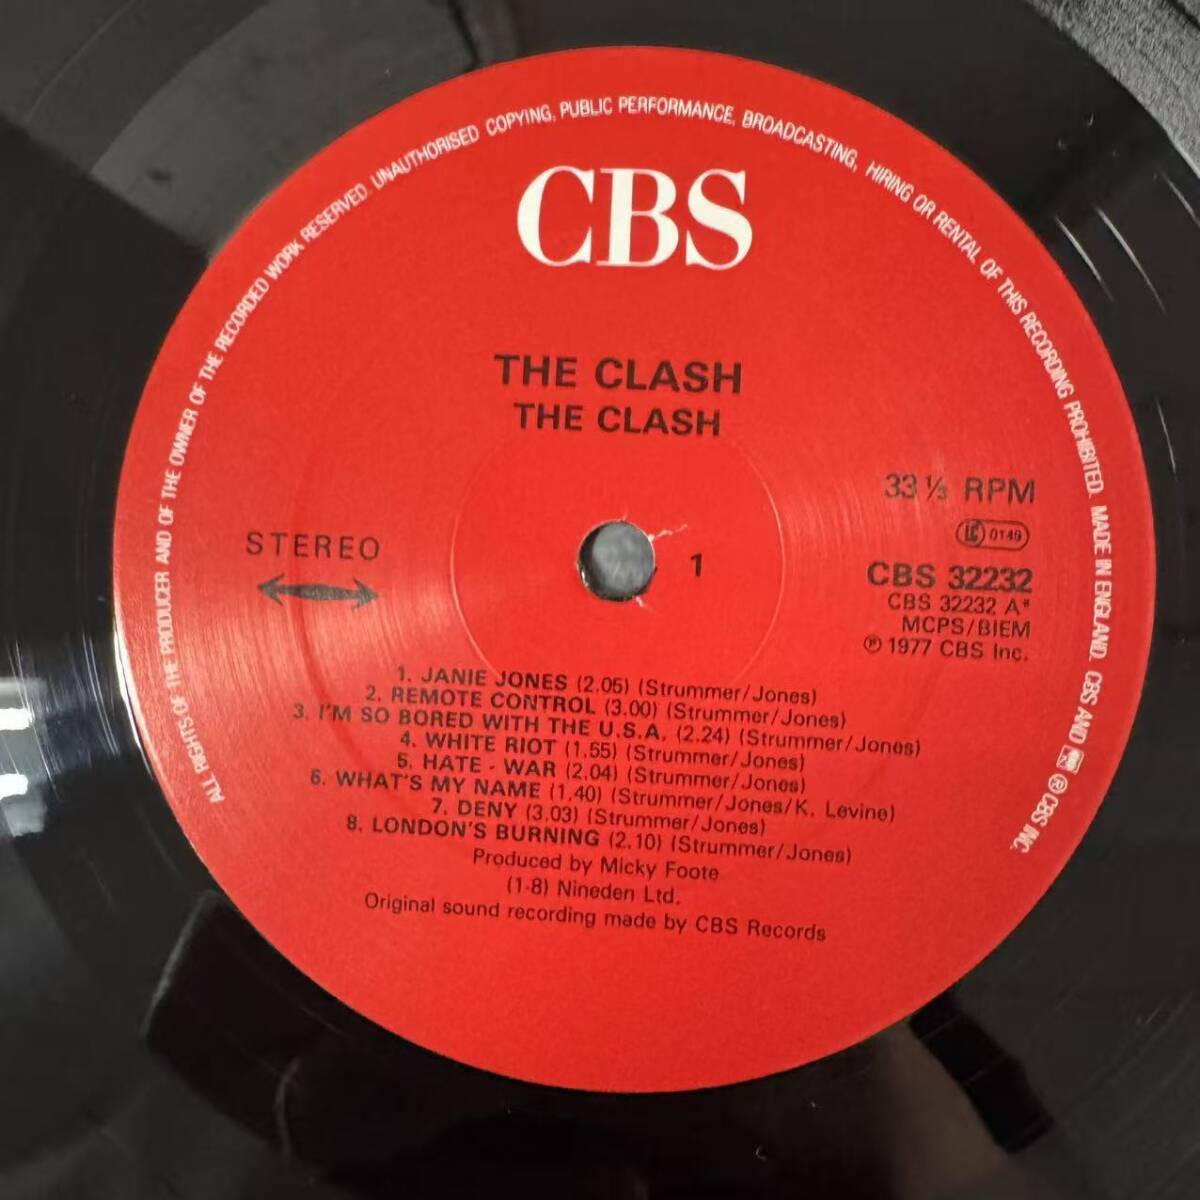 ALL RIGHTS OF THE PRODUCER AND OF THE OWNER OF THE RECORDED WORK RESERVED. UNAUTHORISED COPYING, PUBLIC PERFORMANCE, BROADCASTING, HIRING OR RENTAL OF THIS RECORDING PROHIBITED. MADE IN ENGLAND. CBS AND ® CBS INC.
CBS
THE CLASH
THE CLASH
33 ⅓ RPM
LC 0149
STEREO
1
CBS 32232
CBS 32232 A*
MCPS/BIEM
℗ 1977 CBS Inc.
1. JANIE JONES (2.05) (Strummer/Jones)
2. REMOTE CONTROL (3.00) (Strummer/Jones)
3. I'M SO BORED WITH THE U.S.A. (2.24) (Strummer/Jones)
4. WHITE RIOT (1.55) (Strummer/Jones)
5. HATE - WAR (2.04) (Strummer/Jones)
6. WHAT'S MY NAME (1.40) (Strummer/Jones/K. Levine)
7. DENY (3.03) (Strummer/Jones)
8. LONDON'S BURNING (2.10) (Strummer/Jones)
Produced by Micky Foote
(1-8) Nineden Ltd.
Original sound recording made by CBS Records